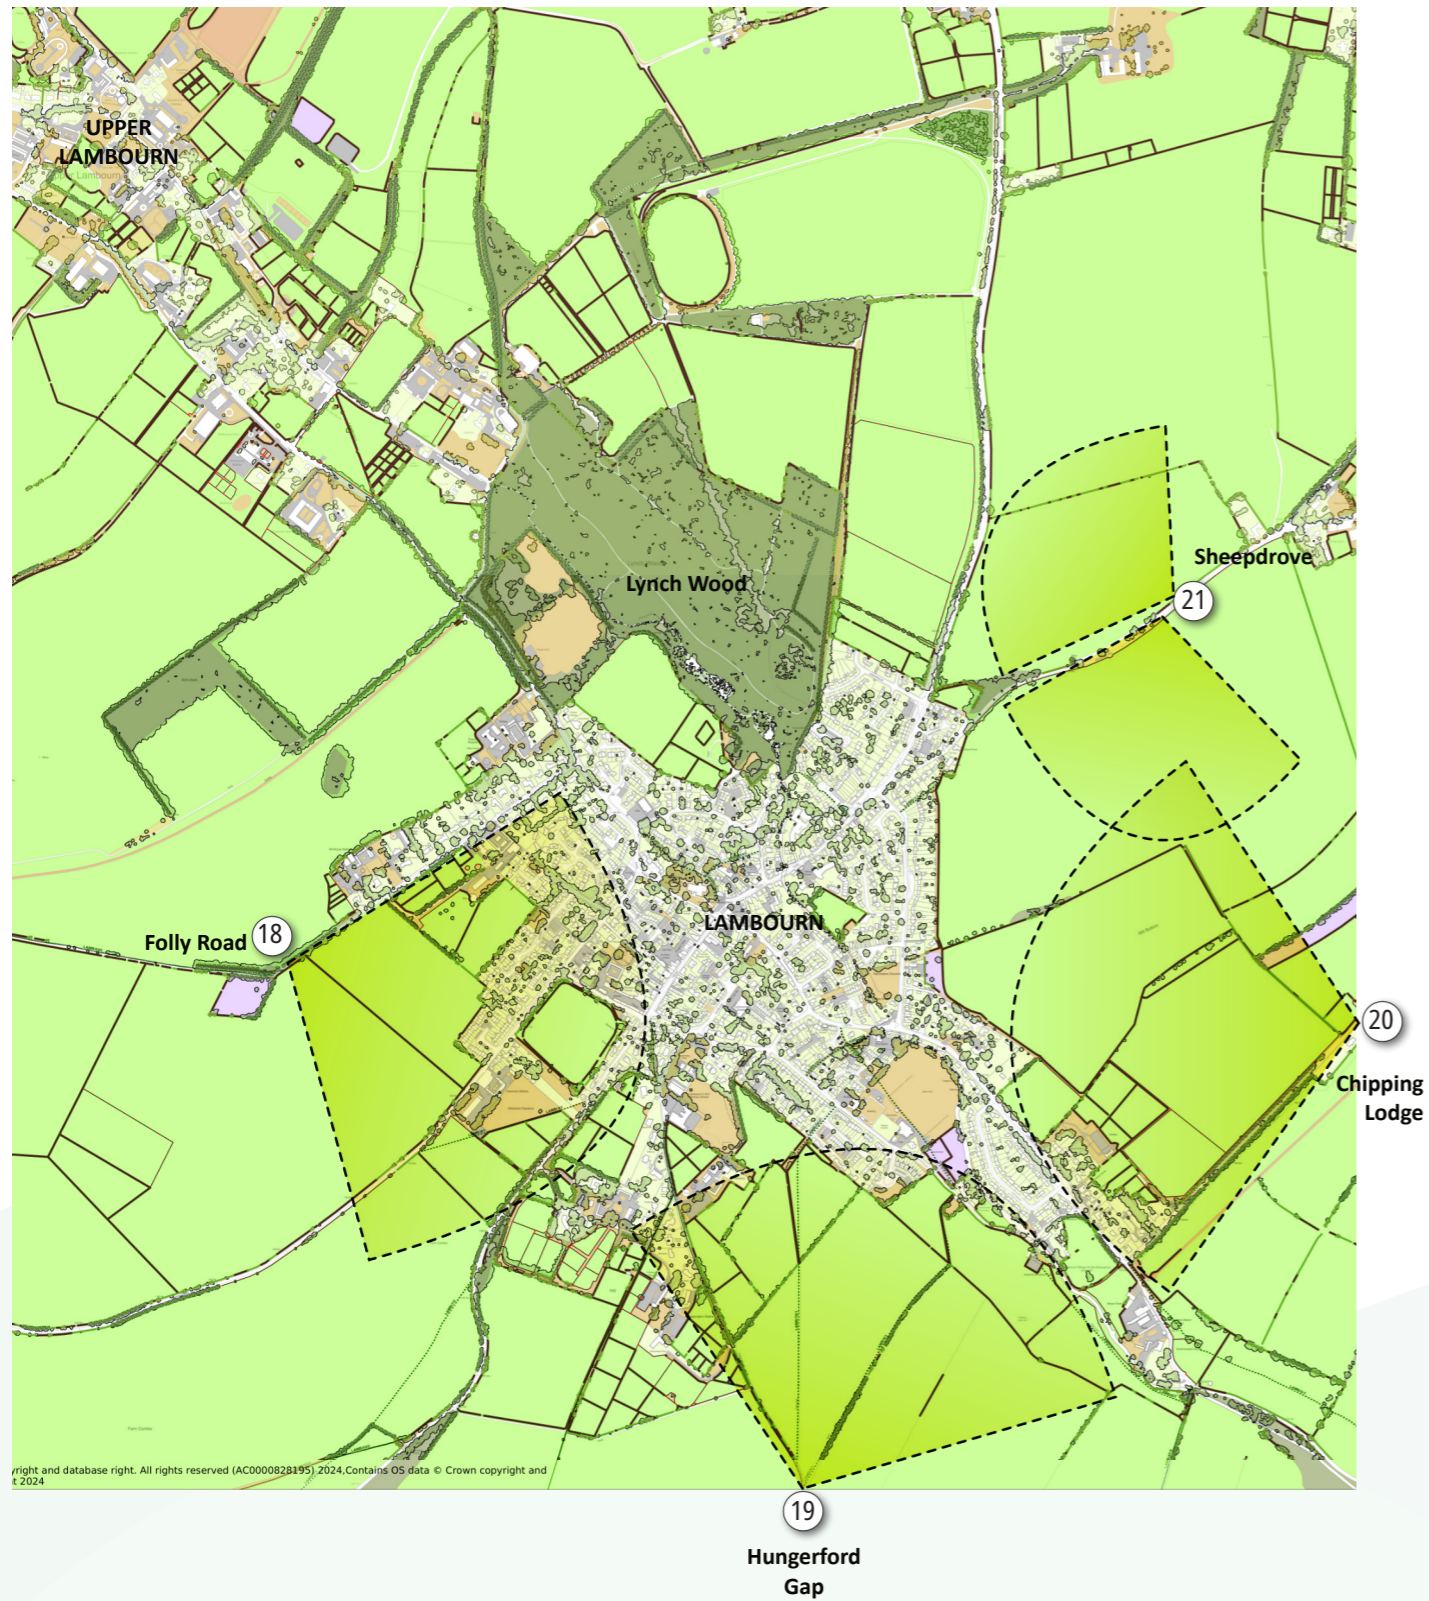 UPPER
LAMBOURN
Lynch Wood
Sheepdrove
21
LAMBOURN
Folly Road
18
20
Chipping
Lodge
yright and database right. All rights reserved (AC0000828195) 2024,Contains OS data © Crown copyright and
t 2024
19
Hungerford
Gap